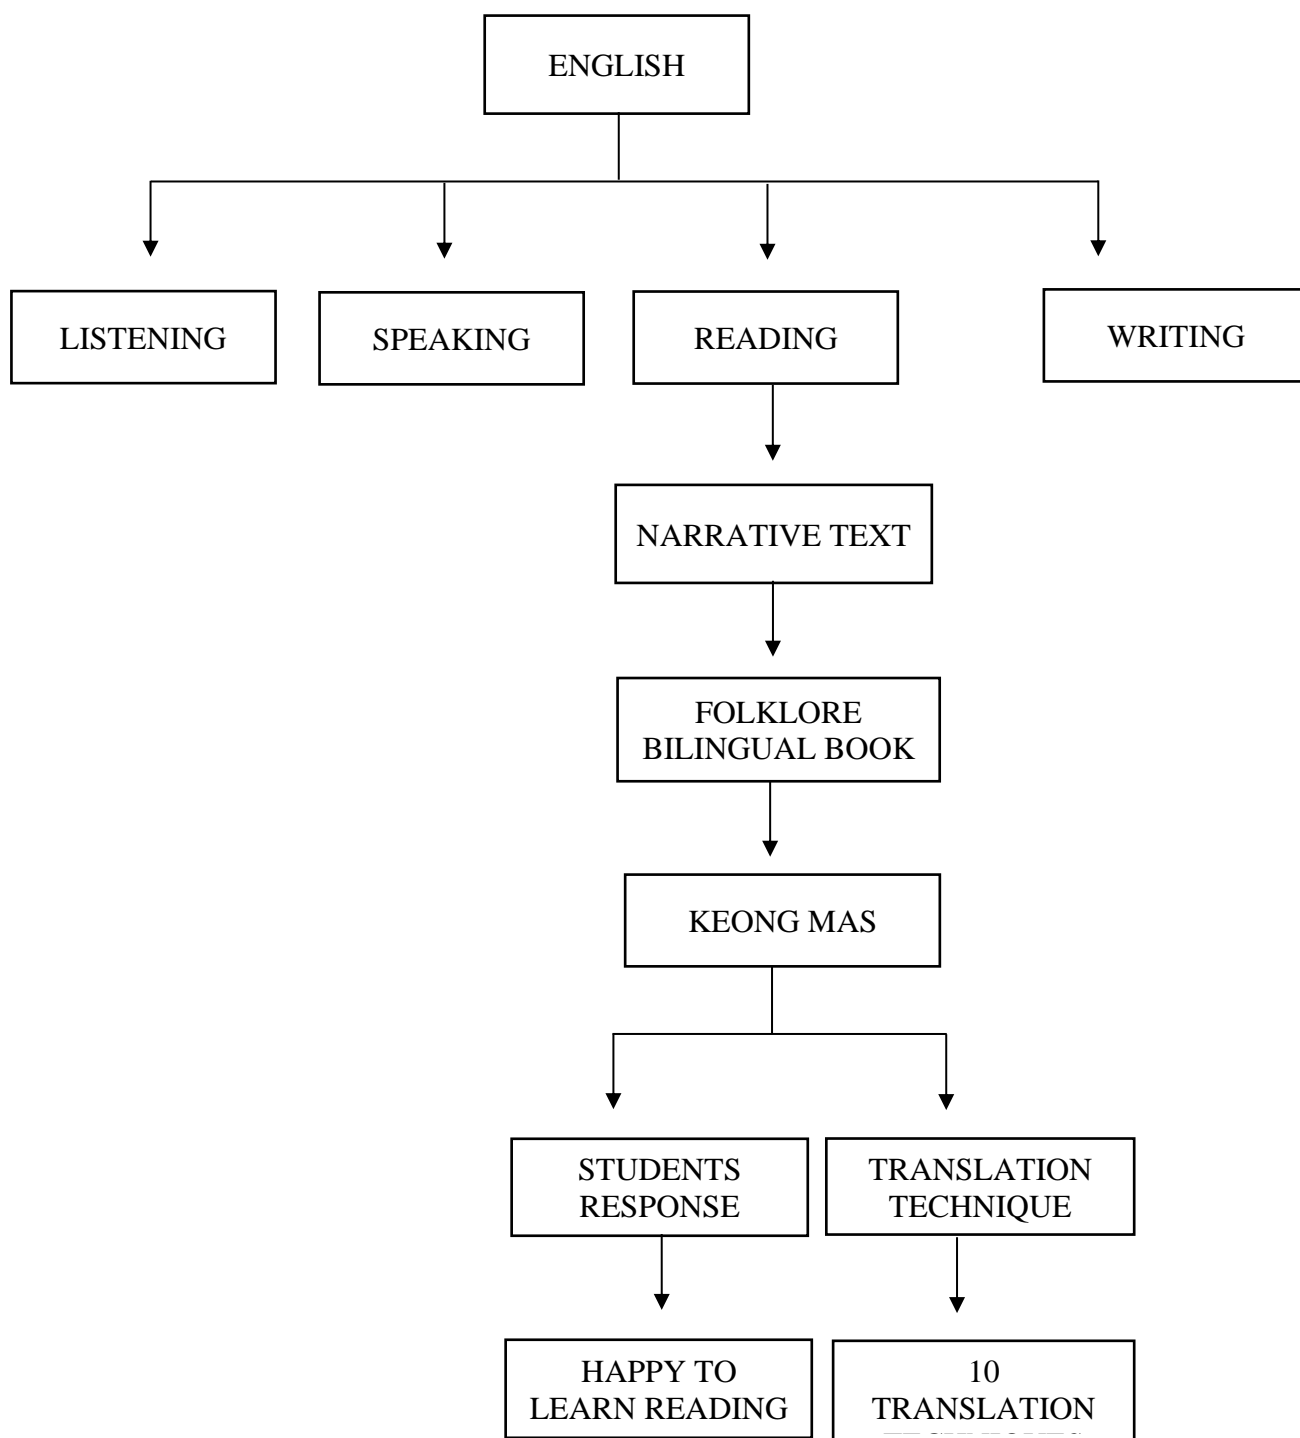 ENGLISH
LISTENING
SPEAKING
READING
WRITING
NARRATIVE TEXT
FOLKLORE
BILINGUAL BOOK
KEONG MAS
STUDENTS
RESPONSE
TRANSLATION
TECHNIQUE
HAPPY TO
LEARN READING
10
TRANSLATION